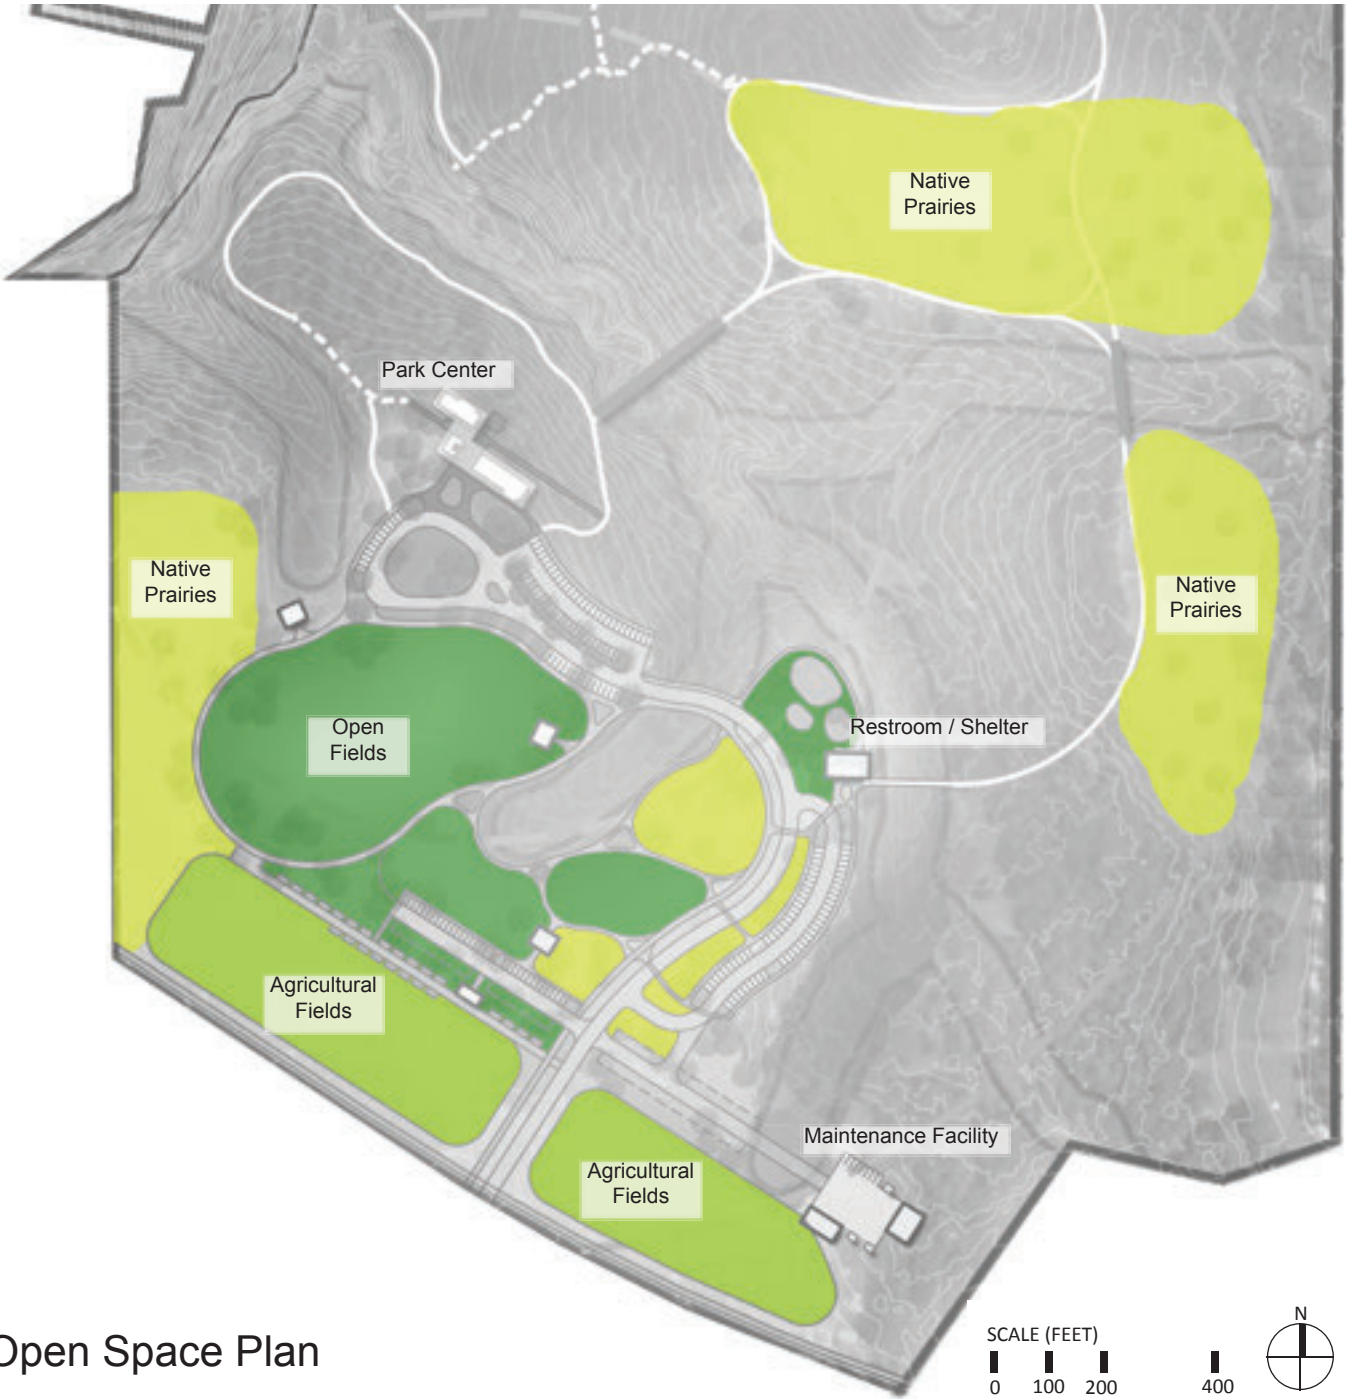 Native
Prairies
Park Center
Native
Prairies
Native
Prairies
Open
Fields
Restroom / Shelter
Agricultural
Fields
Maintenance Facility
Agricultural
Fields
Open Space Plan
SCALE (FEET)
0 100 200 400
N